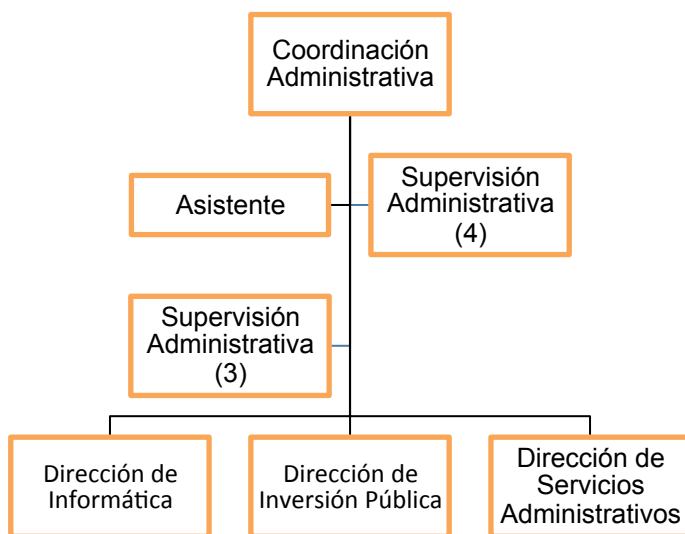 Coordinación
Administrativa
Asistente
Supervisión
Administrativa
(4)
Supervisión
Administrativa
(3)
Dirección de
Informática
Dirección de
Inversión Pública
Dirección de
Servicios
Administrativos